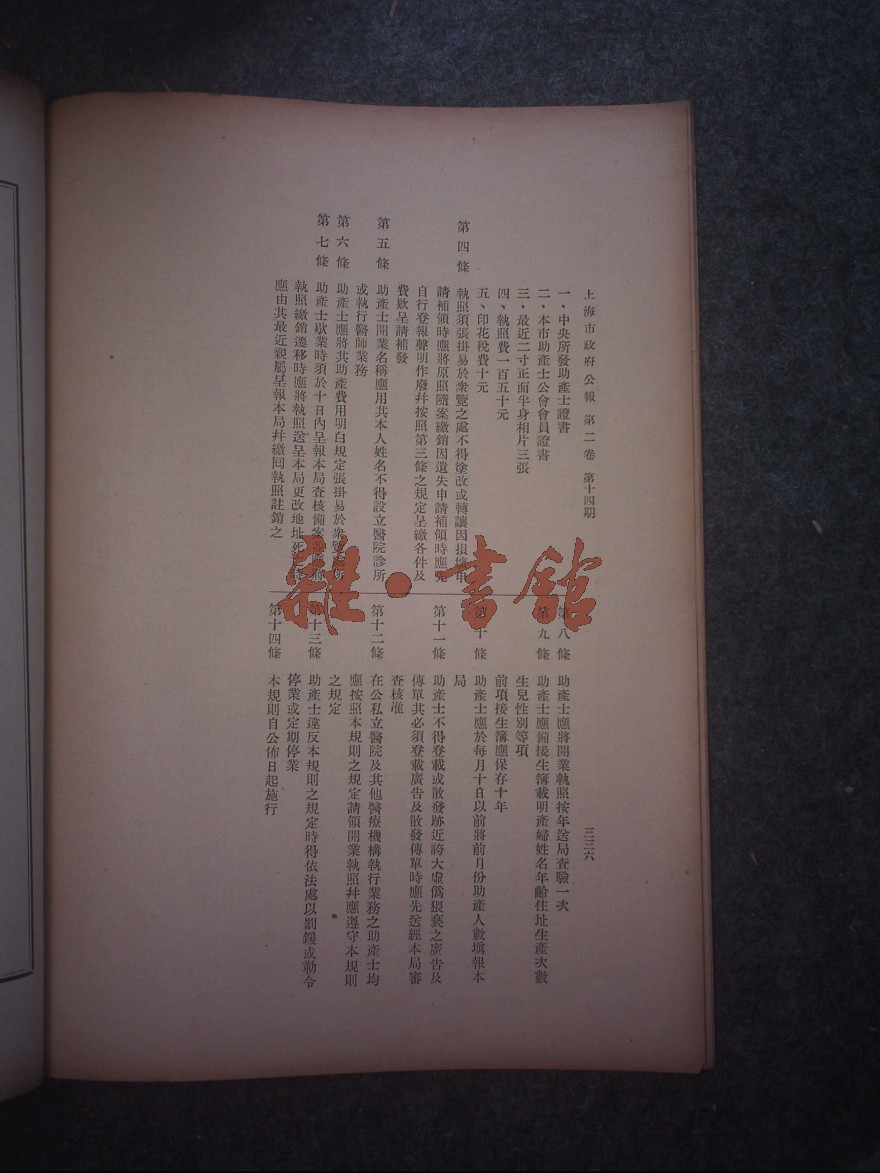 上海市政府公報 第二卷 第十四期
三三六
一、中央所發助產士證書
二、本市助產士公會會員證書
三、最近二寸正面半身相片三張
四、執照費一百五十元
五、印花稅費十元
第四條 執照須張掛易於衆覽之處不得塗改或轉讓因損壞申
請補領時應將原照隨案繳銷因遺失申請補領時應先
自行登報聲明作廢幷按照第三條之規定呈繳各件及
費欵呈請補發
第五條 助產士開業名稱應用其本人姓名不得設立醫院診所
或執行醫師業務
第六條 助產士應將其助產費用明白規定張掛易於衆覽處所
第七條 助產士歇業時須於十日內呈報本局查核備案
執照繳銷遷移時應將執照送呈本局更改地址死
應由其最近親屬呈報本局幷繳回執照註銷之
第八條 助產士應將開業執照按年送局查驗一次
第九條 助產士應備接生簿載明產婦姓名年齡住址生產次數
生兒性別等項
前項接生簿應保存十年
第十條 助產士應於每月十日以前將前月份助產人數塡報本
局
第十一條 助產士不得登載或散發跡近誇大虛僞猥褻之廣告及
傳單其必須登載廣告及散發傳單時應先送經本局審
查核准
第十二條 在公私立醫院及其他醫療機構執行業務之助產士均
應按照本規則之規定請領開業執照幷應遵守本規則
之規定
第十三條 助產士違反本規則之規定時得依法處以罰鍰或勒令
停業或定期停業
第十四條 本規則自公佈日起施行
雜·書館